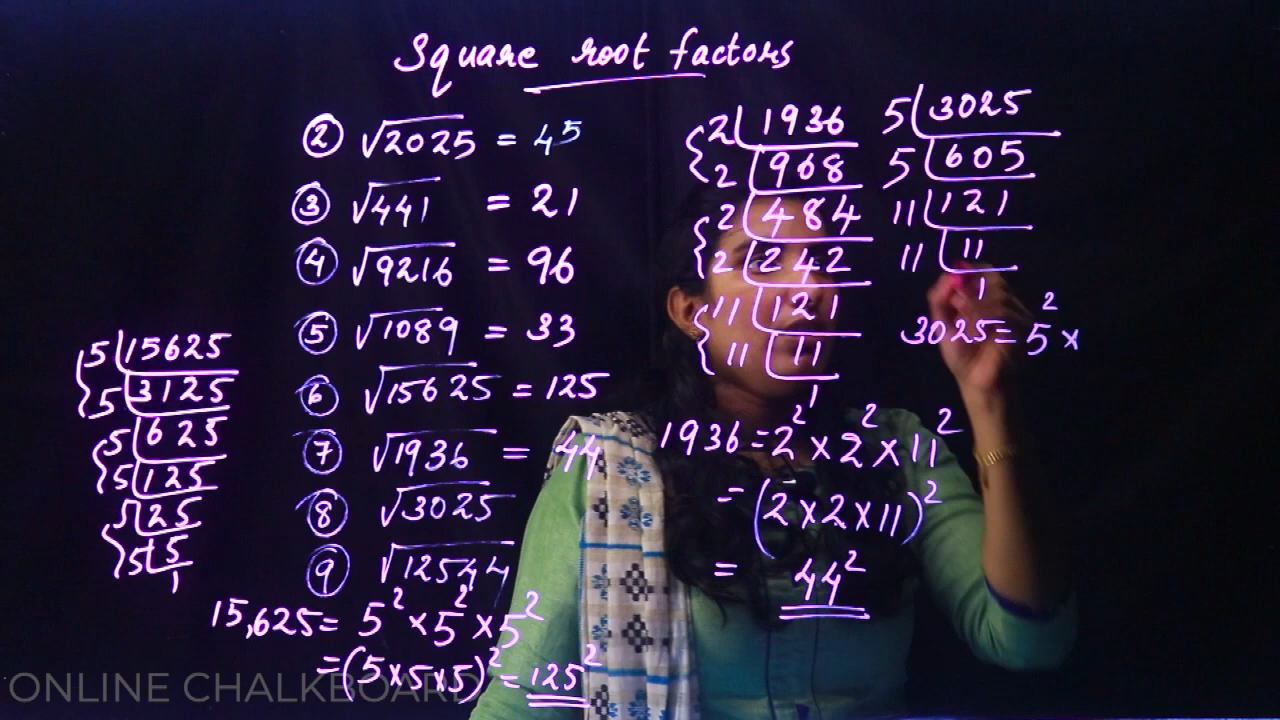 Square root factors
② √2025 = 45
③ √441 = 21
④ √9216 = 96
⑤ √1089 = 33
⑥ √15625 = 125
⑦ √1936 = 44
⑧ √3025
⑨ √12544
5 15625
5 3125
5 625
5 125
5 25
5 5
1
15,625 = 5² × 5² × 5²
= (5×5×5)² = 125²
2 1936
2 968
2 484
2 242
11 121
11 11
1
1936 = 2² × 2² × 11²
= (2×2×11)²
= 44²
5 3025
5 605
11 121
11 11
1
3025 = 5² ×
ONLINE CHALKBOARD